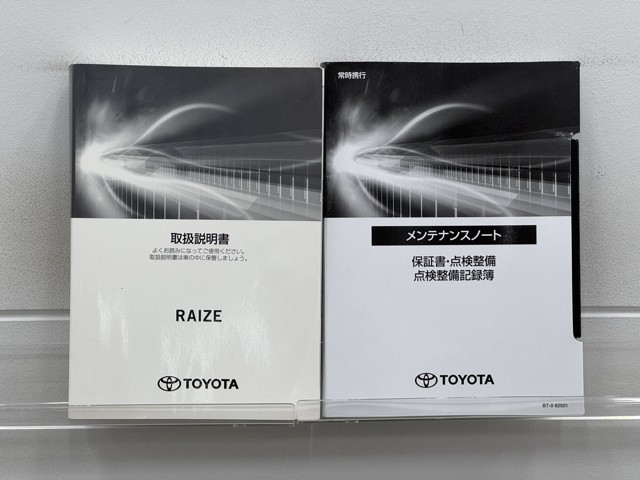 取扱説明書
よくお読みになってご使用ください。
取扱説明書は車の中に保管しましょう。
RAIZE
TOYOTA
常時携行
メンテナンスノート
保証書・点検整備
点検整備記録簿
TOYOTA
BT-0 62501